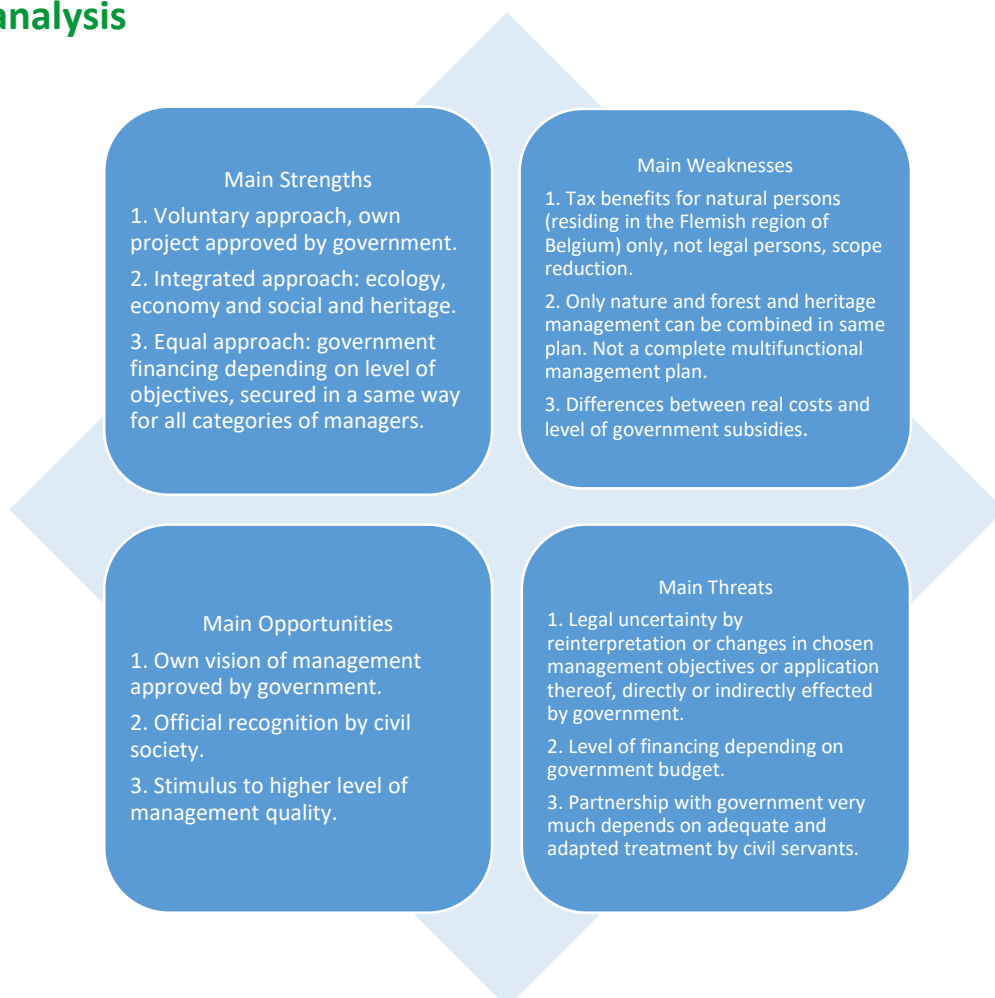 analysis
Main Strengths
1. Voluntary approach, own
project approved by government.
2. Integrated approach: ecology,
economy and social and heritage.
3. Equal approach: government
financing depending on level of
objectives, secured in a same way
for all categories of managers.
Main Weaknesses
1. Tax benefits for natural persons
(residing in the Flemish region of
Belgium) only, not legal persons, scope
reduction.
2. Only nature and forest and heritage
management can be combined in same
plan. Not a complete multifunctional
management plan.
3. Differences between real costs and
level of government subsidies.
Main Opportunities
1. Own vision of management
approved by government.
2. Official recognition by civil
society.
3. Stimulus to higher level of
management quality.
Main Threats
1. Legal uncertainty by
reinterpretation or changes in chosen
management objectives or application
thereof, directly or indirectly effected
by government.
2. Level of financing depending on
government budget.
3. Partnership with government very
much depends on adequate and
adapted treatment by civil servants.